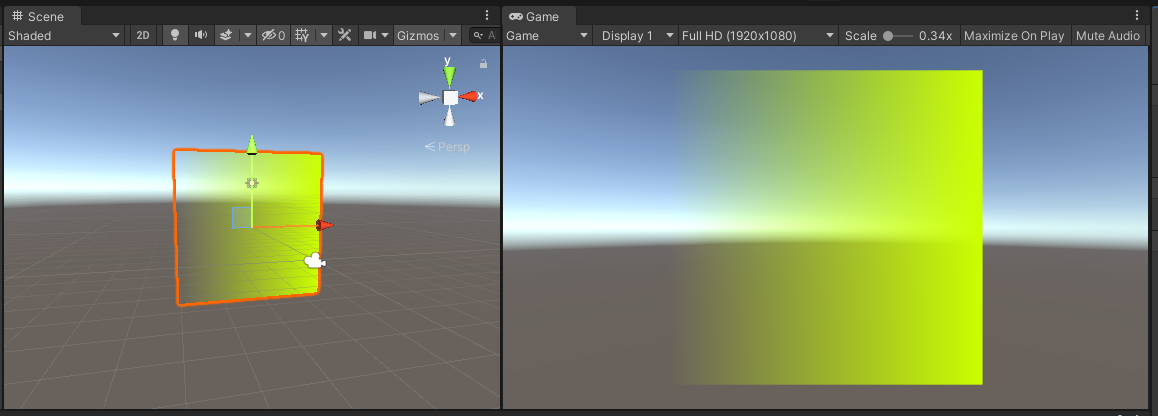 Scene
Shaded 2D 0 Gizmos A
y
x
Persp
Game
Game Display 1 Full HD (1920x1080) Scale 0.34x Maximize On Play Mute Audio